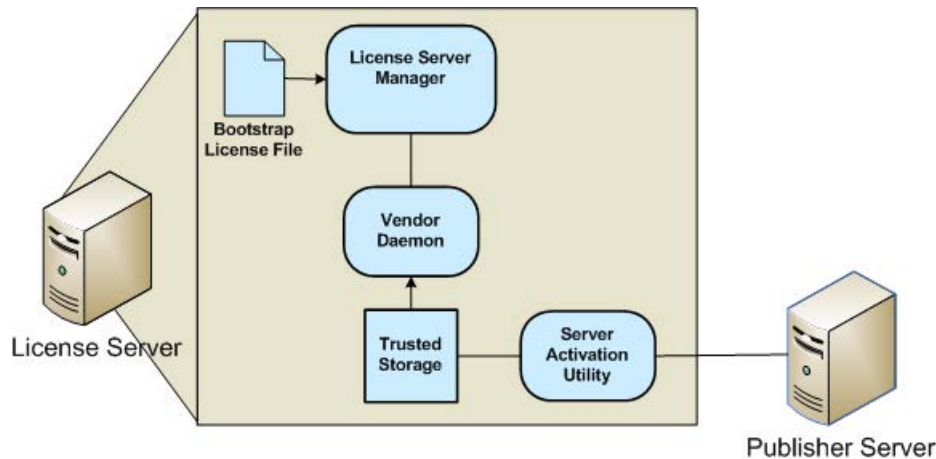 License Server
Manager
Bootstrap
License File
Vendor
Daemon
License Server
Trusted
Storage
Server
Activation
Utility
Publisher Server